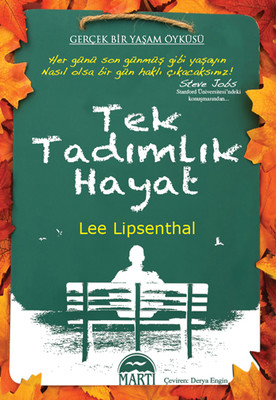 GERÇEK BİR YAŞAM ÖYKÜSÜ
Her günü son günmüş gibi yaşayın
Nasıl olsa bir gün haklı çıkacaksınız!
Steve Jobs
Stanford Üniversitesi'ndeki
konuşmasından...
Tek
Tadımlık
Hayat
Lee Lipsenthal
MARTI
Çeviren: Derya Engin